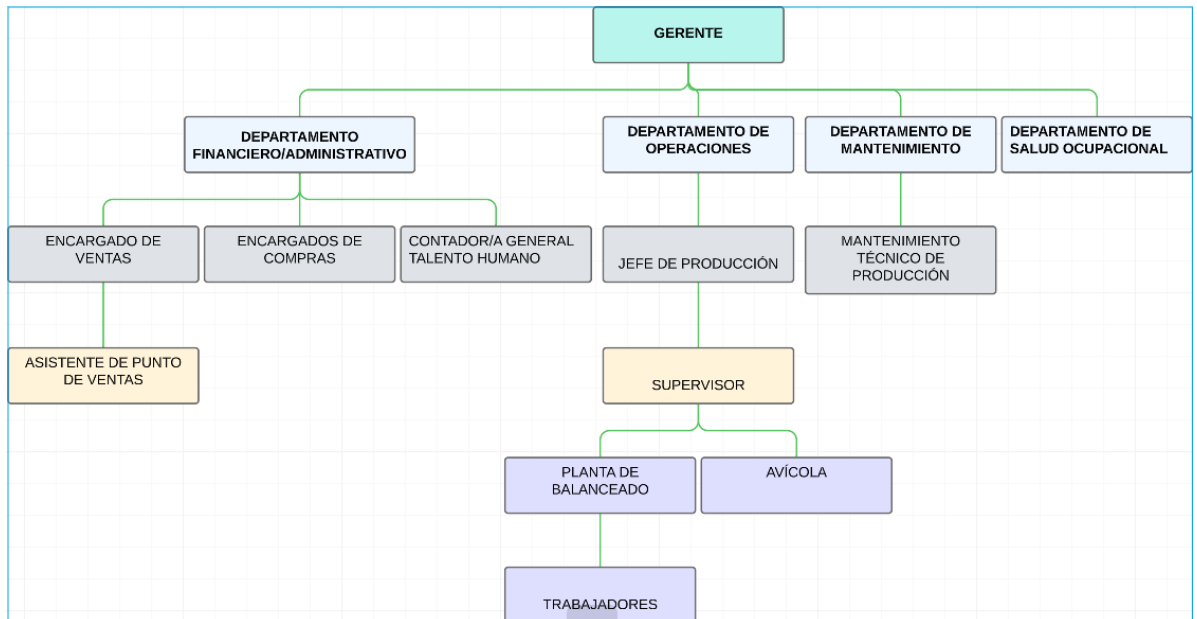 GERENTE
DEPARTAMENTO
FINANCIERO/ADMINISTRATIVO
DEPARTAMENTO DE
OPERACIONES
DEPARTAMENTO DE
MANTENIMIENTO
DEPARTAMENTO DE
SALUD OCUPACIONAL
ENCARGADO DE
VENTAS
ENCARGADOS DE
COMPRAS
CONTADOR/A GENERAL
TALENTO HUMANO
JEFE DE PRODUCCIÓN
MANTENIMIENTO
TÉCNICO DE
PRODUCCIÓN
ASISTENTE DE PUNTO
DE VENTAS
SUPERVISOR
PLANTA DE
BALANCEADO
AVÍCOLA
TRABAJADORES